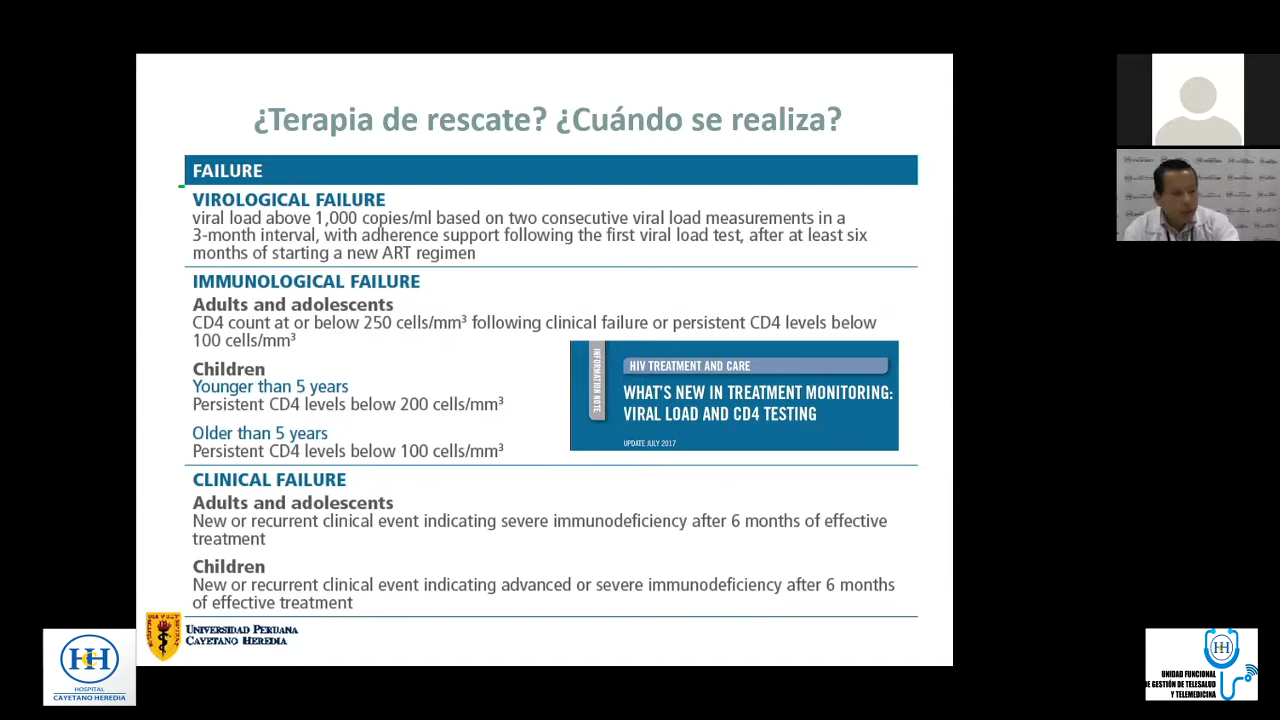 ¿Terapia de rescate? ¿Cuándo se realiza?
FAILURE
VIROLOGICAL FAILURE
viral load above 1,000 copies/ml based on two consecutive viral load measurements in a
3-month interval, with adherence support following the first viral load test, after at least six
months of starting a new ART regimen
IMMUNOLOGICAL FAILURE
Adults and adolescents
CD4 count at or below 250 cells/mm³ following clinical failure or persistent CD4 levels below
100 cells/mm³
Children
Younger than 5 years
Persistent CD4 levels below 200 cells/mm³
Older than 5 years
Persistent CD4 levels below 100 cells/mm³
INFORMATION NOTE
HIV TREATMENT AND CARE
WHAT'S NEW IN TREATMENT MONITORING:
VIRAL LOAD AND CD4 TESTING
UPDATE JULY 2017
CLINICAL FAILURE
Adults and adolescents
New or recurrent clinical event indicating severe immunodeficiency after 6 months of effective
treatment
Children
New or recurrent clinical event indicating advanced or severe immunodeficiency after 6 months
of effective treatment
UNIVERSIDAD PERUANA
CAYETANO HEREDIA
HOSPITAL
CAYETANO HEREDIA
UNIDAD FUNCIONAL
DE GESTIÓN DE TELESALUD
Y TELEMEDICINA